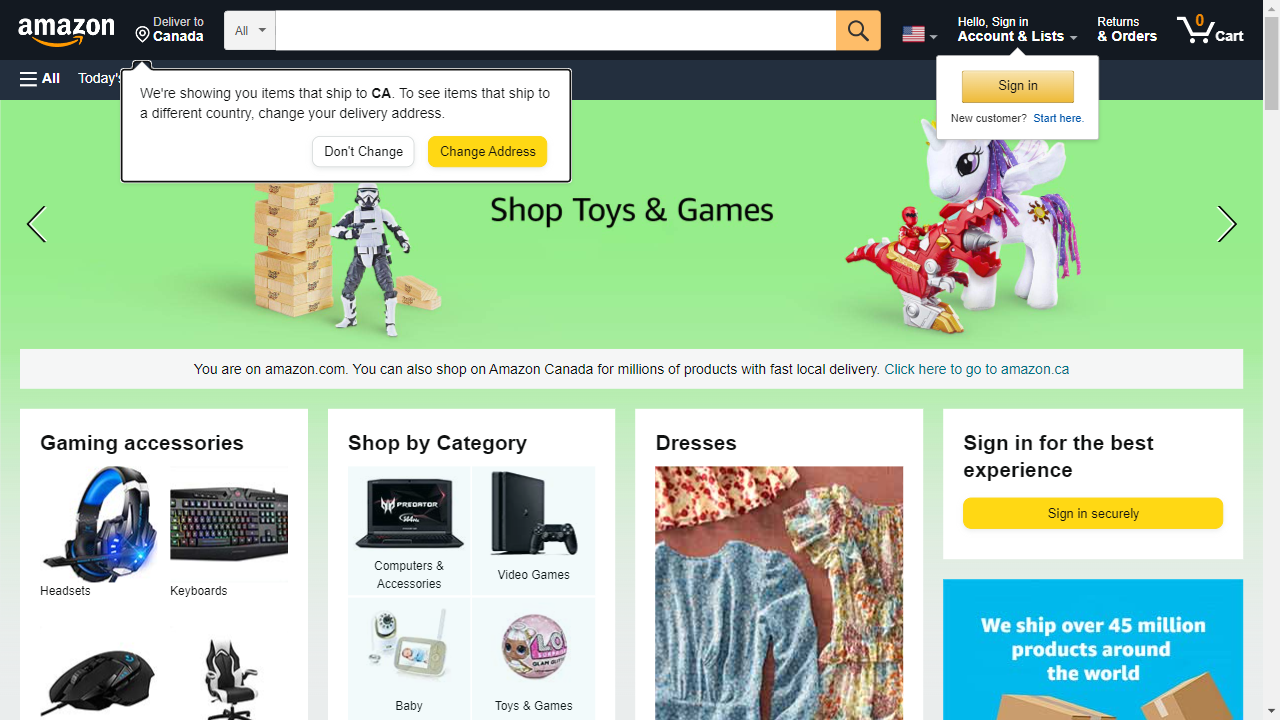 amazon
Deliver to
Canada
All
Hello, Sign in
Account & Lists
Returns
& Orders
0
Cart
All
Today's
We're showing you items that ship to CA. To see items that ship to
a different country, change your delivery address.
Don't Change
Change Address
Sign in
New customer? Start here.
Shop Toys & Games
You are on amazon.com. You can also shop on Amazon Canada for millions of products with fast local delivery. Click here to go to amazon.ca
Gaming accessories
Headsets
Keyboards
Shop by Category
PREDATOR
144Hz
Computers &
Accessories
Video Games
Baby
L.O.L.
SURPRISE
GLAM GLITTER
Toys & Games
Dresses
Sign in for the best
experience
Sign in securely
We ship over 45 million
products around
the world